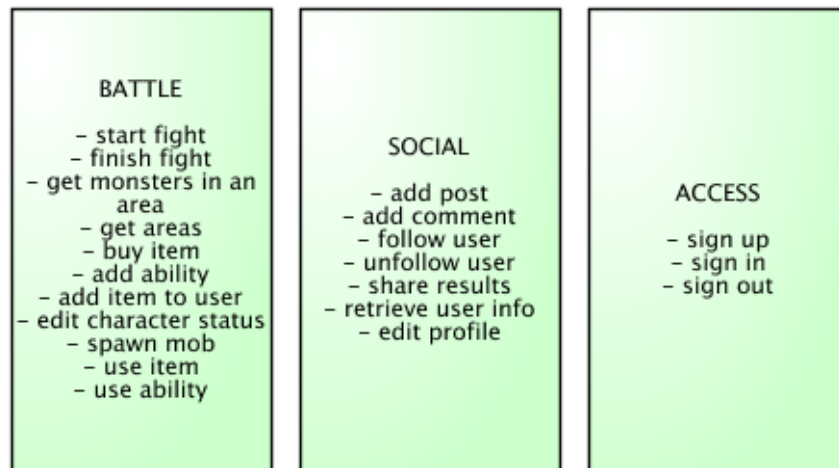 BATTLE
– start fight
– finish fight
– get monsters in an
area
– get areas
– buy item
– add ability
– add item to user
– edit character status
– spawn mob
– use item
– use ability
SOCIAL
– add post
– add comment
– follow user
– unfollow user
– share results
– retrieve user info
– edit profile
ACCESS
– sign up
– sign in
– sign out